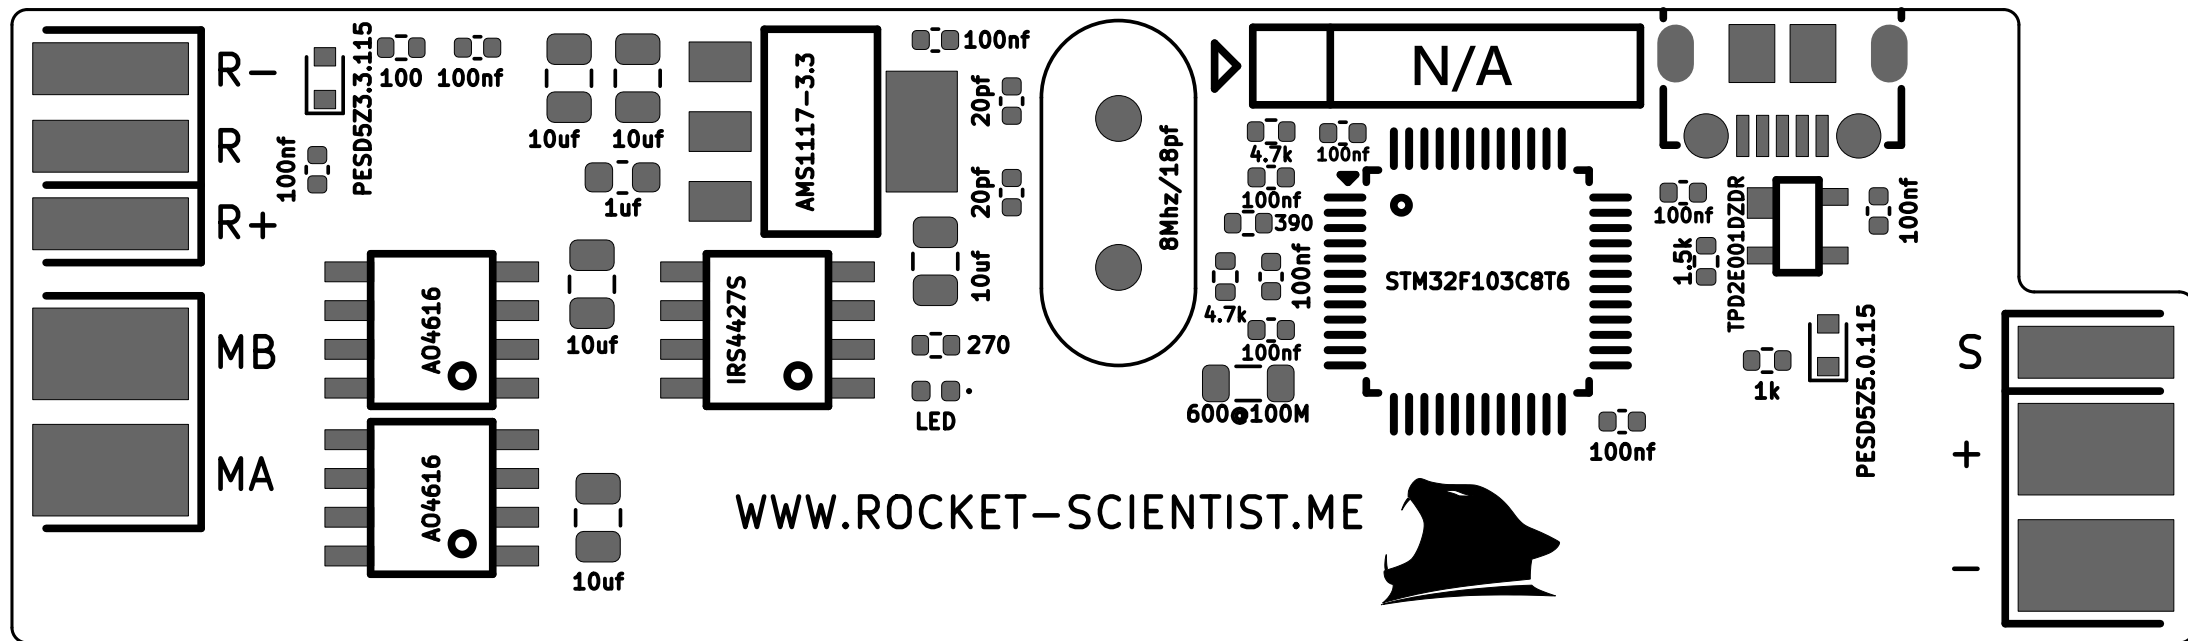 R-
R
R+
MB
MA
PESD5Z3.3.115
100
100nf
100nf
10uf
10uf
1uf
AMS1117-3.3
100nf
20pf
20pf
10uf
8Mhz/18pf
N/A
4.7k
100nf
100nf
390
100nf
4.7k
100nf
600
100M
STM32F103C8T6
100nf
1.5k
TPD2E001DZDR
100nf
1k
PESD5Z5.0.115
100nf
S
+
-
AO4616
10uf
IRS4427S
270
LED
AO4616
10uf
WWW.ROCKET-SCIENTIST.ME